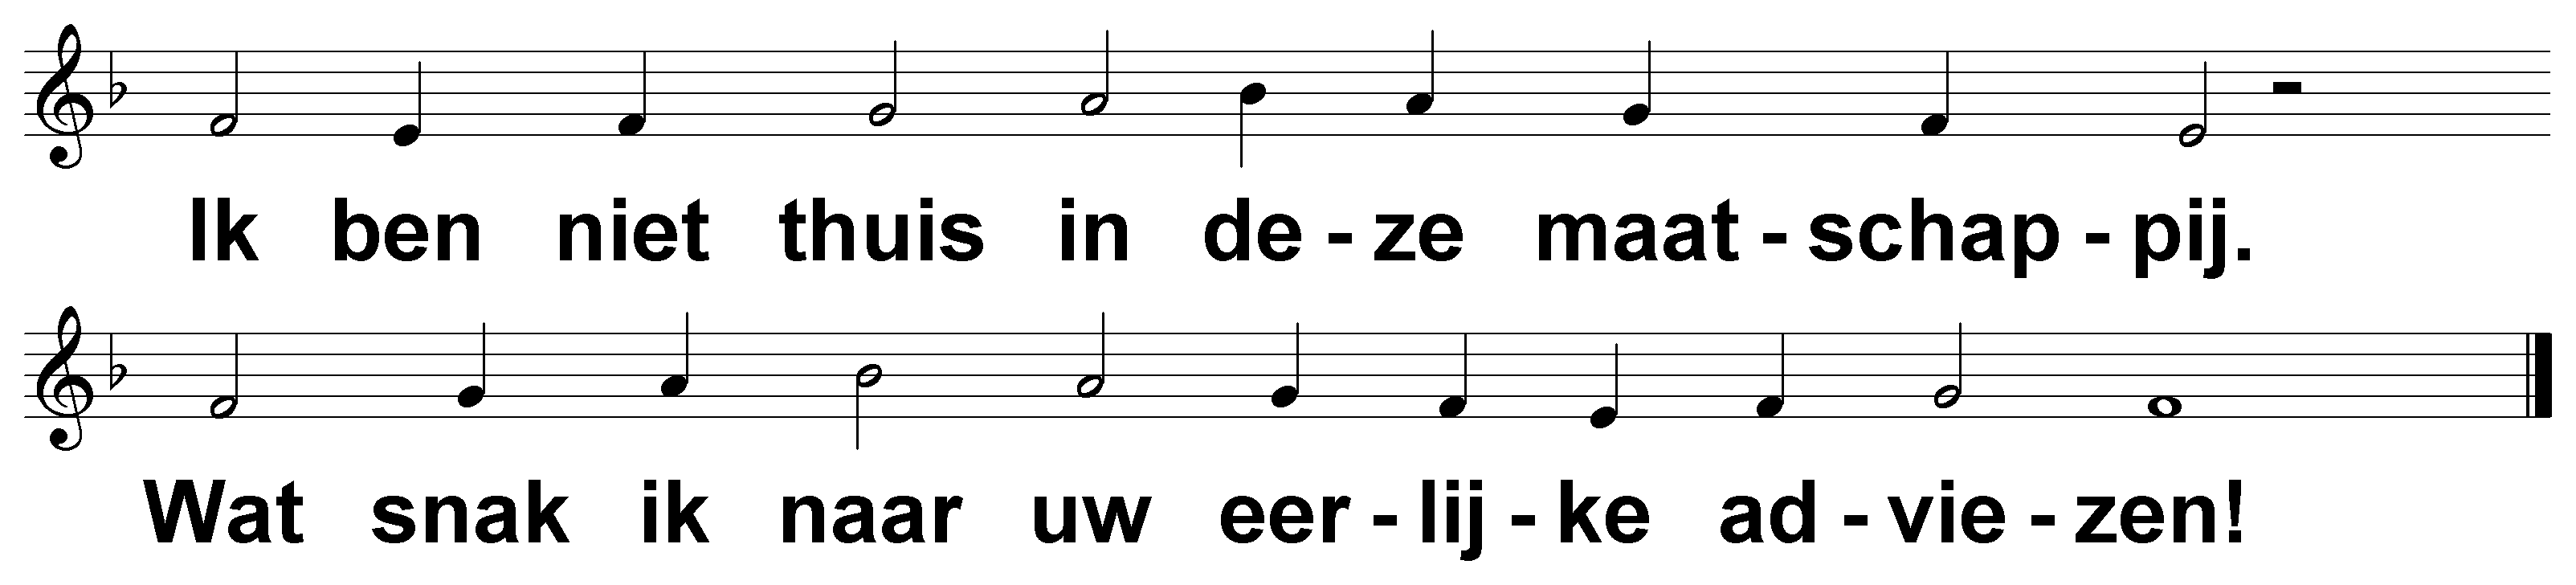 Ik ben niet thuis in de - ze maat - schap - pij.
Wat snak ik naar uw eer - lij - ke ad - vie - zen!